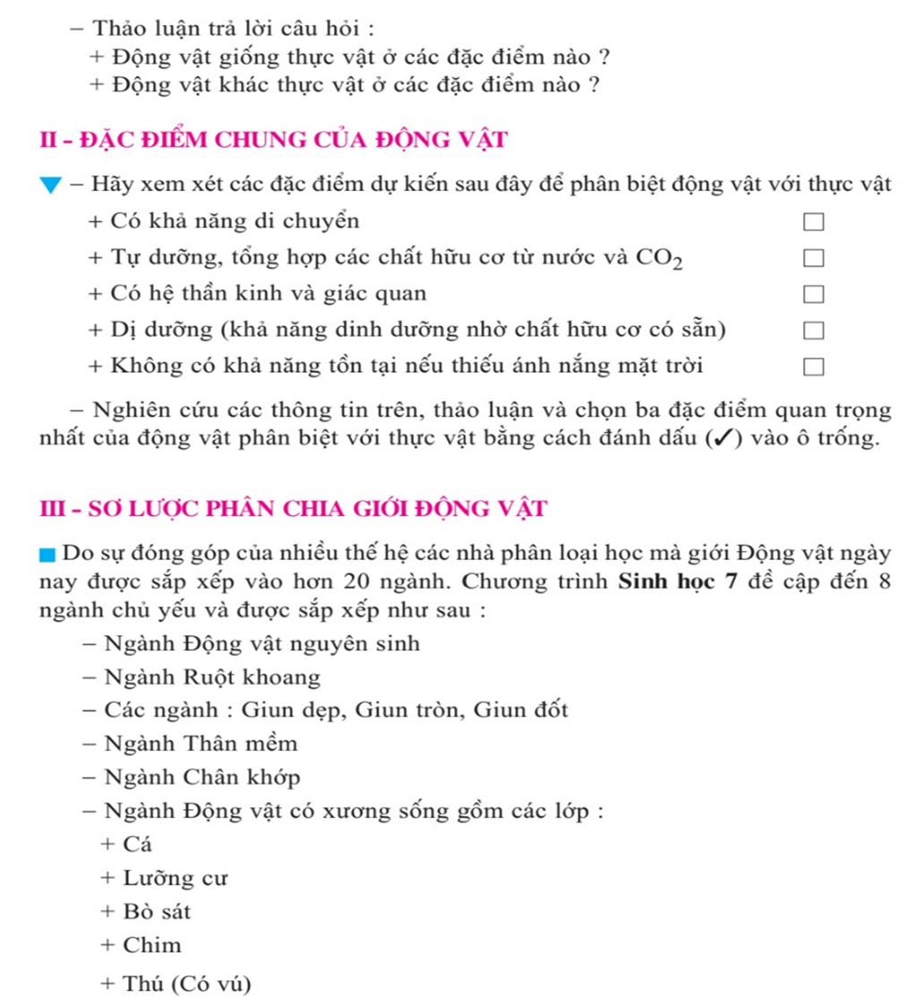 – Thảo luận trả lời câu hỏi :
+ Động vật giống thực vật ở các đặc điểm nào ?
+ Động vật khác thực vật ở các đặc điểm nào ?
II - ĐẶC ĐIỂM CHUNG CỦA ĐỘNG VẬT
▼ – Hãy xem xét các đặc điểm dự kiến sau đây để phân biệt động vật với thực vật
+ Có khả năng di chuyển □
+ Tự dưỡng, tổng hợp các chất hữu cơ từ nước và CO₂ □
+ Có hệ thần kinh và giác quan □
+ Dị dưỡng (khả năng dinh dưỡng nhờ chất hữu cơ có sẵn) □
+ Không có khả năng tồn tại nếu thiếu ánh nắng mặt trời □
– Nghiên cứu các thông tin trên, thảo luận và chọn ba đặc điểm quan trọng
nhất của động vật phân biệt với thực vật bằng cách đánh dấu (✓) vào ô trống.
III - SƠ LƯỢC PHÂN CHIA GIỚI ĐỘNG VẬT
■ Do sự đóng góp của nhiều thế hệ các nhà phân loại học mà giới Động vật ngày
nay được sắp xếp vào hơn 20 ngành. Chương trình Sinh học 7 đề cập đến 8
ngành chủ yếu và được sắp xếp như sau :
– Ngành Động vật nguyên sinh
– Ngành Ruột khoang
– Các ngành : Giun dẹp, Giun tròn, Giun đốt
– Ngành Thân mềm
– Ngành Chân khớp
– Ngành Động vật có xương sống gồm các lớp :
+ Cá
+ Lưỡng cư
+ Bò sát
+ Chim
+ Thú (Có vú)